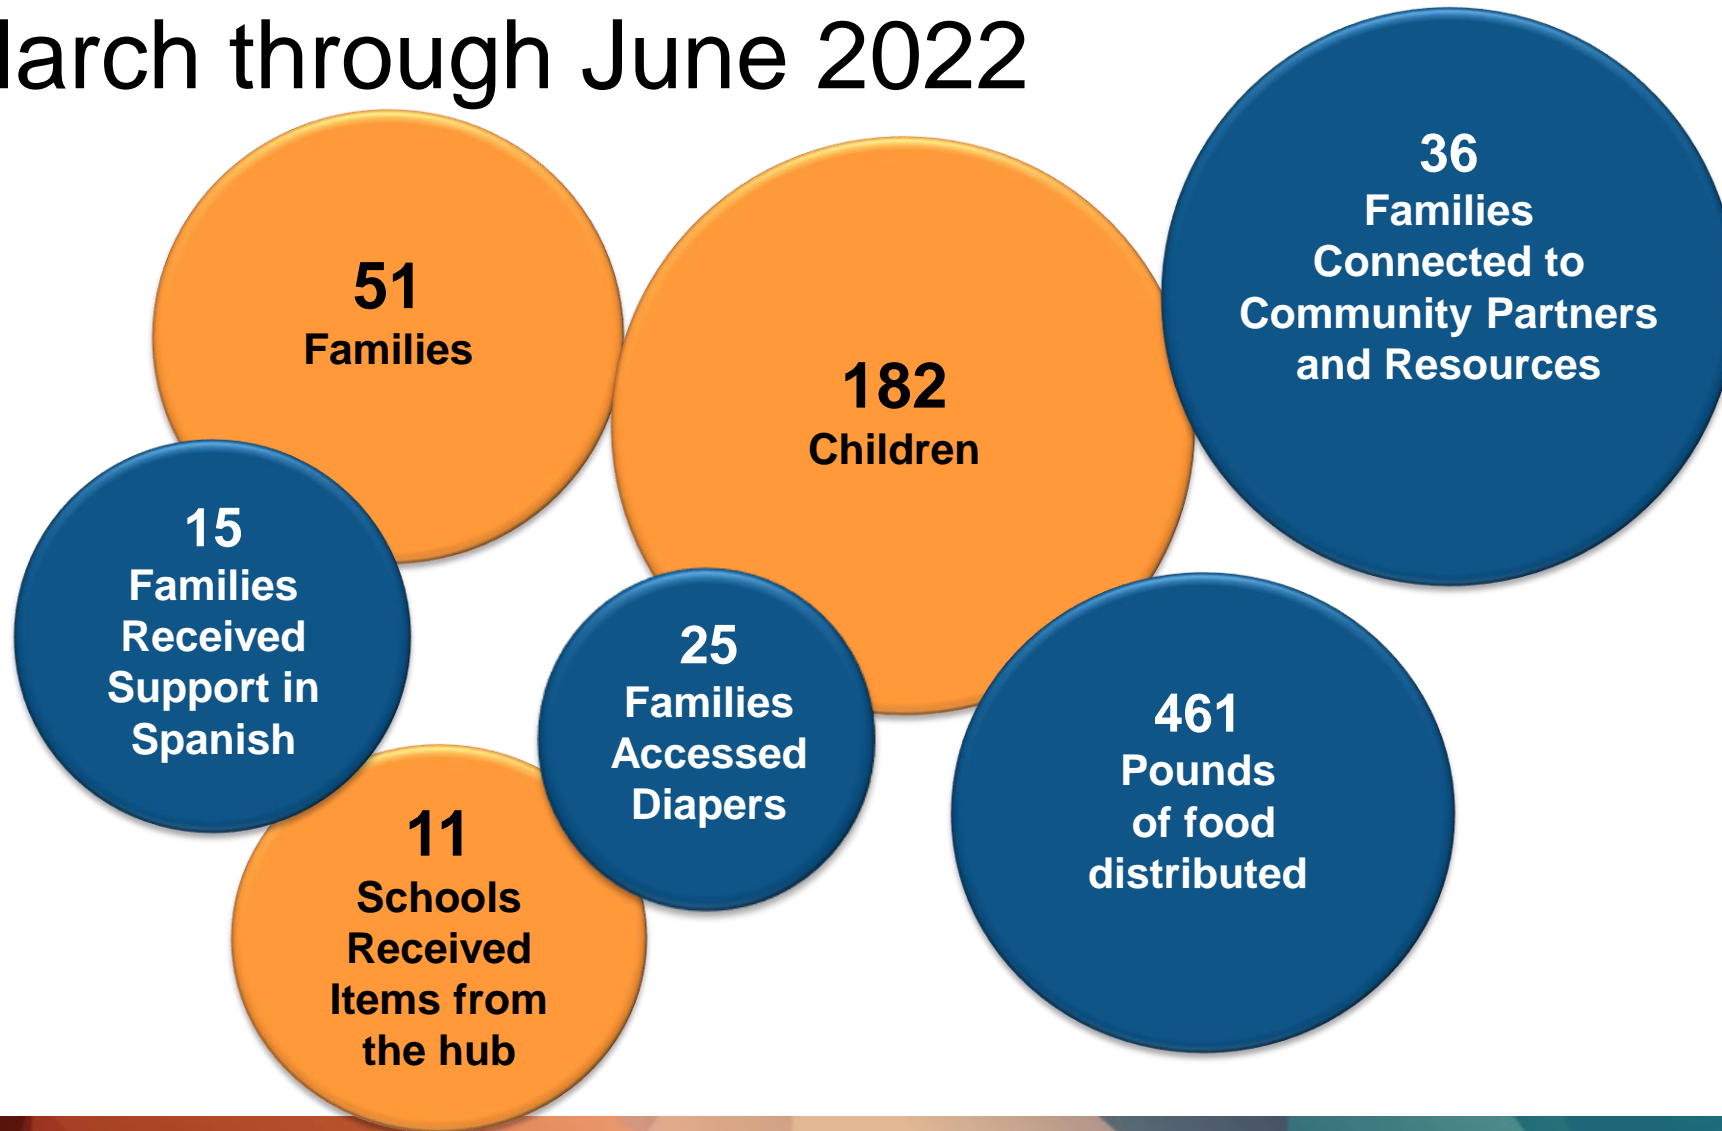 through June 2022
51
Families
182
Children
36
Families
Connected to
Community Partners
and Resources
15
Families
Received
Support in
Spanish
25
Families
Accessed
Diapers
461
Pounds
of food
distributed
11
Schools
Received
Items from
the hub